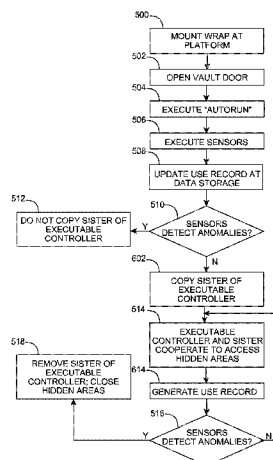 500
MOUNT WRAP AT
PLATFORM
502
OPEN VAULT DOOR
504
EXECUTE "AUTORUN"
506
EXECUTE SENSORS
508
UPDATE USE RECORD AT
DATA STORAGE
512
DO NOT COPY SISTER OF
EXECUTABLE
CONTROLLER
Y
510
SENSORS
DETECT ANOMALIES?
N
602
COPY SISTER OF
EXECUTABLE
CONTROLLER
614
EXECUTABLE
CONTROLLER AND SISTER
COOPERATE TO ACCESS
HIDDEN AREAS
518
REMOVE SISTER OF
EXECUTABLE
CONTROLLER; CLOSE
HIDDEN AREAS
614
GENERATE USE RECORD
516
Y
SENSORS
DETECT ANOMALIES?
N